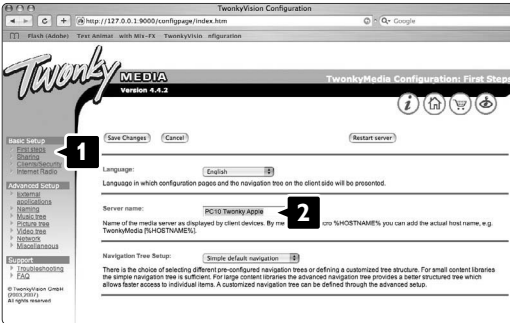 TwonkyVision Configuration
http://127.0.0.1:9000/configpage/index.htm
Q- Google
Flash (Adobe) Text Animat with Mix-FX TwonkyVisin nfiguration
Twonky
MEDIA
Version 4.4.2
TwonkyMedia Configuration: First Steps
Save Changes Cancel Restart server
Basic Setup
First steps
Sharing
Clients/Security
Internet Radio
1
Advanced Setup
External
applications
Naming
Music tree
Picture tree
Video tree
Network
Miscellaneous
Support
Troubleshooting
FAQ
© TwonkyVision GmbH
(2003,2007)
All rights reserved
Language: English
Language in which configuration pages and the navigation tree on the client side will be presented.
Server name: PC10 Twonky Apple
2
Name of the media server as displayed by client devices. By me cro %HOSTNAME% you can add the actual host name, e.g.
TwonkyMedia [%HOSTNAME%].
Navigation Tree Setup: Simple default navigation
There is the choice of selecting different pre-configured navigation trees or defining a customized tree structure. For small content libraries
the simple navigation tree is sufficient. For large content libraries the advanced navigation tree provides a better structured tree which
allows faster access to individual items. A customized navigation tree can be defined through the advanced setup.